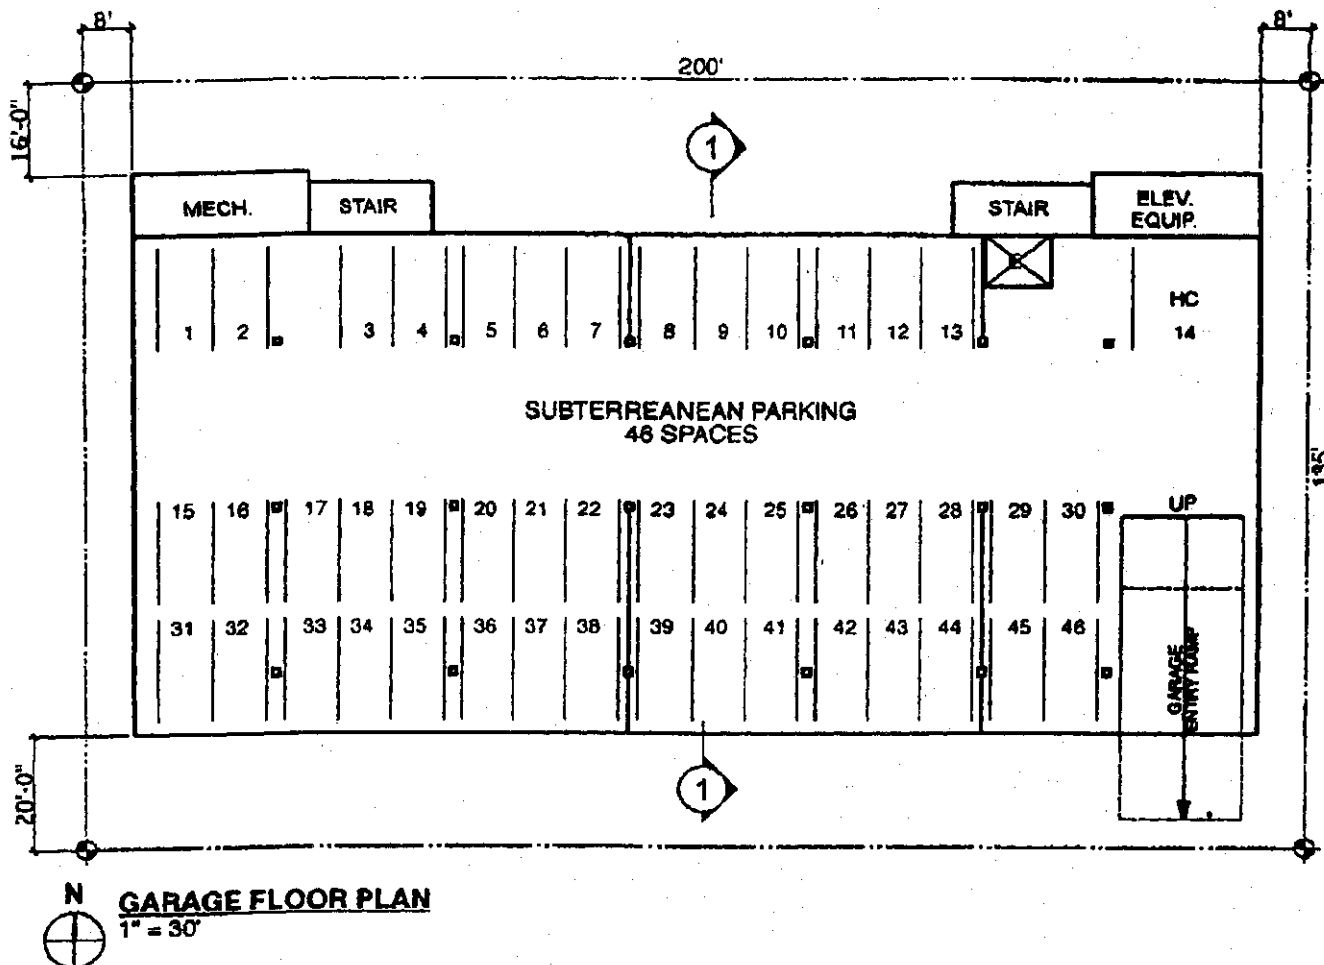 8'
8'
200'
16'-0"
1
MECH.
STAIR
STAIR
ELEV.
EQUIP.
E
HC
1 2 3 4 5 6 7 8 9 10 11 12 13 14
SUBTERREANEAN PARKING
46 SPACES
135'
15 16 17 18 19 20 21 22 23 24 25 26 27 28 29 30
UP
31 32 33 34 35 36 37 38 39 40 41 42 43 44 45 46
GARAGE
ENTRY RAMP
20'-0"
1
N
GARAGE FLOOR PLAN
1" = 30'